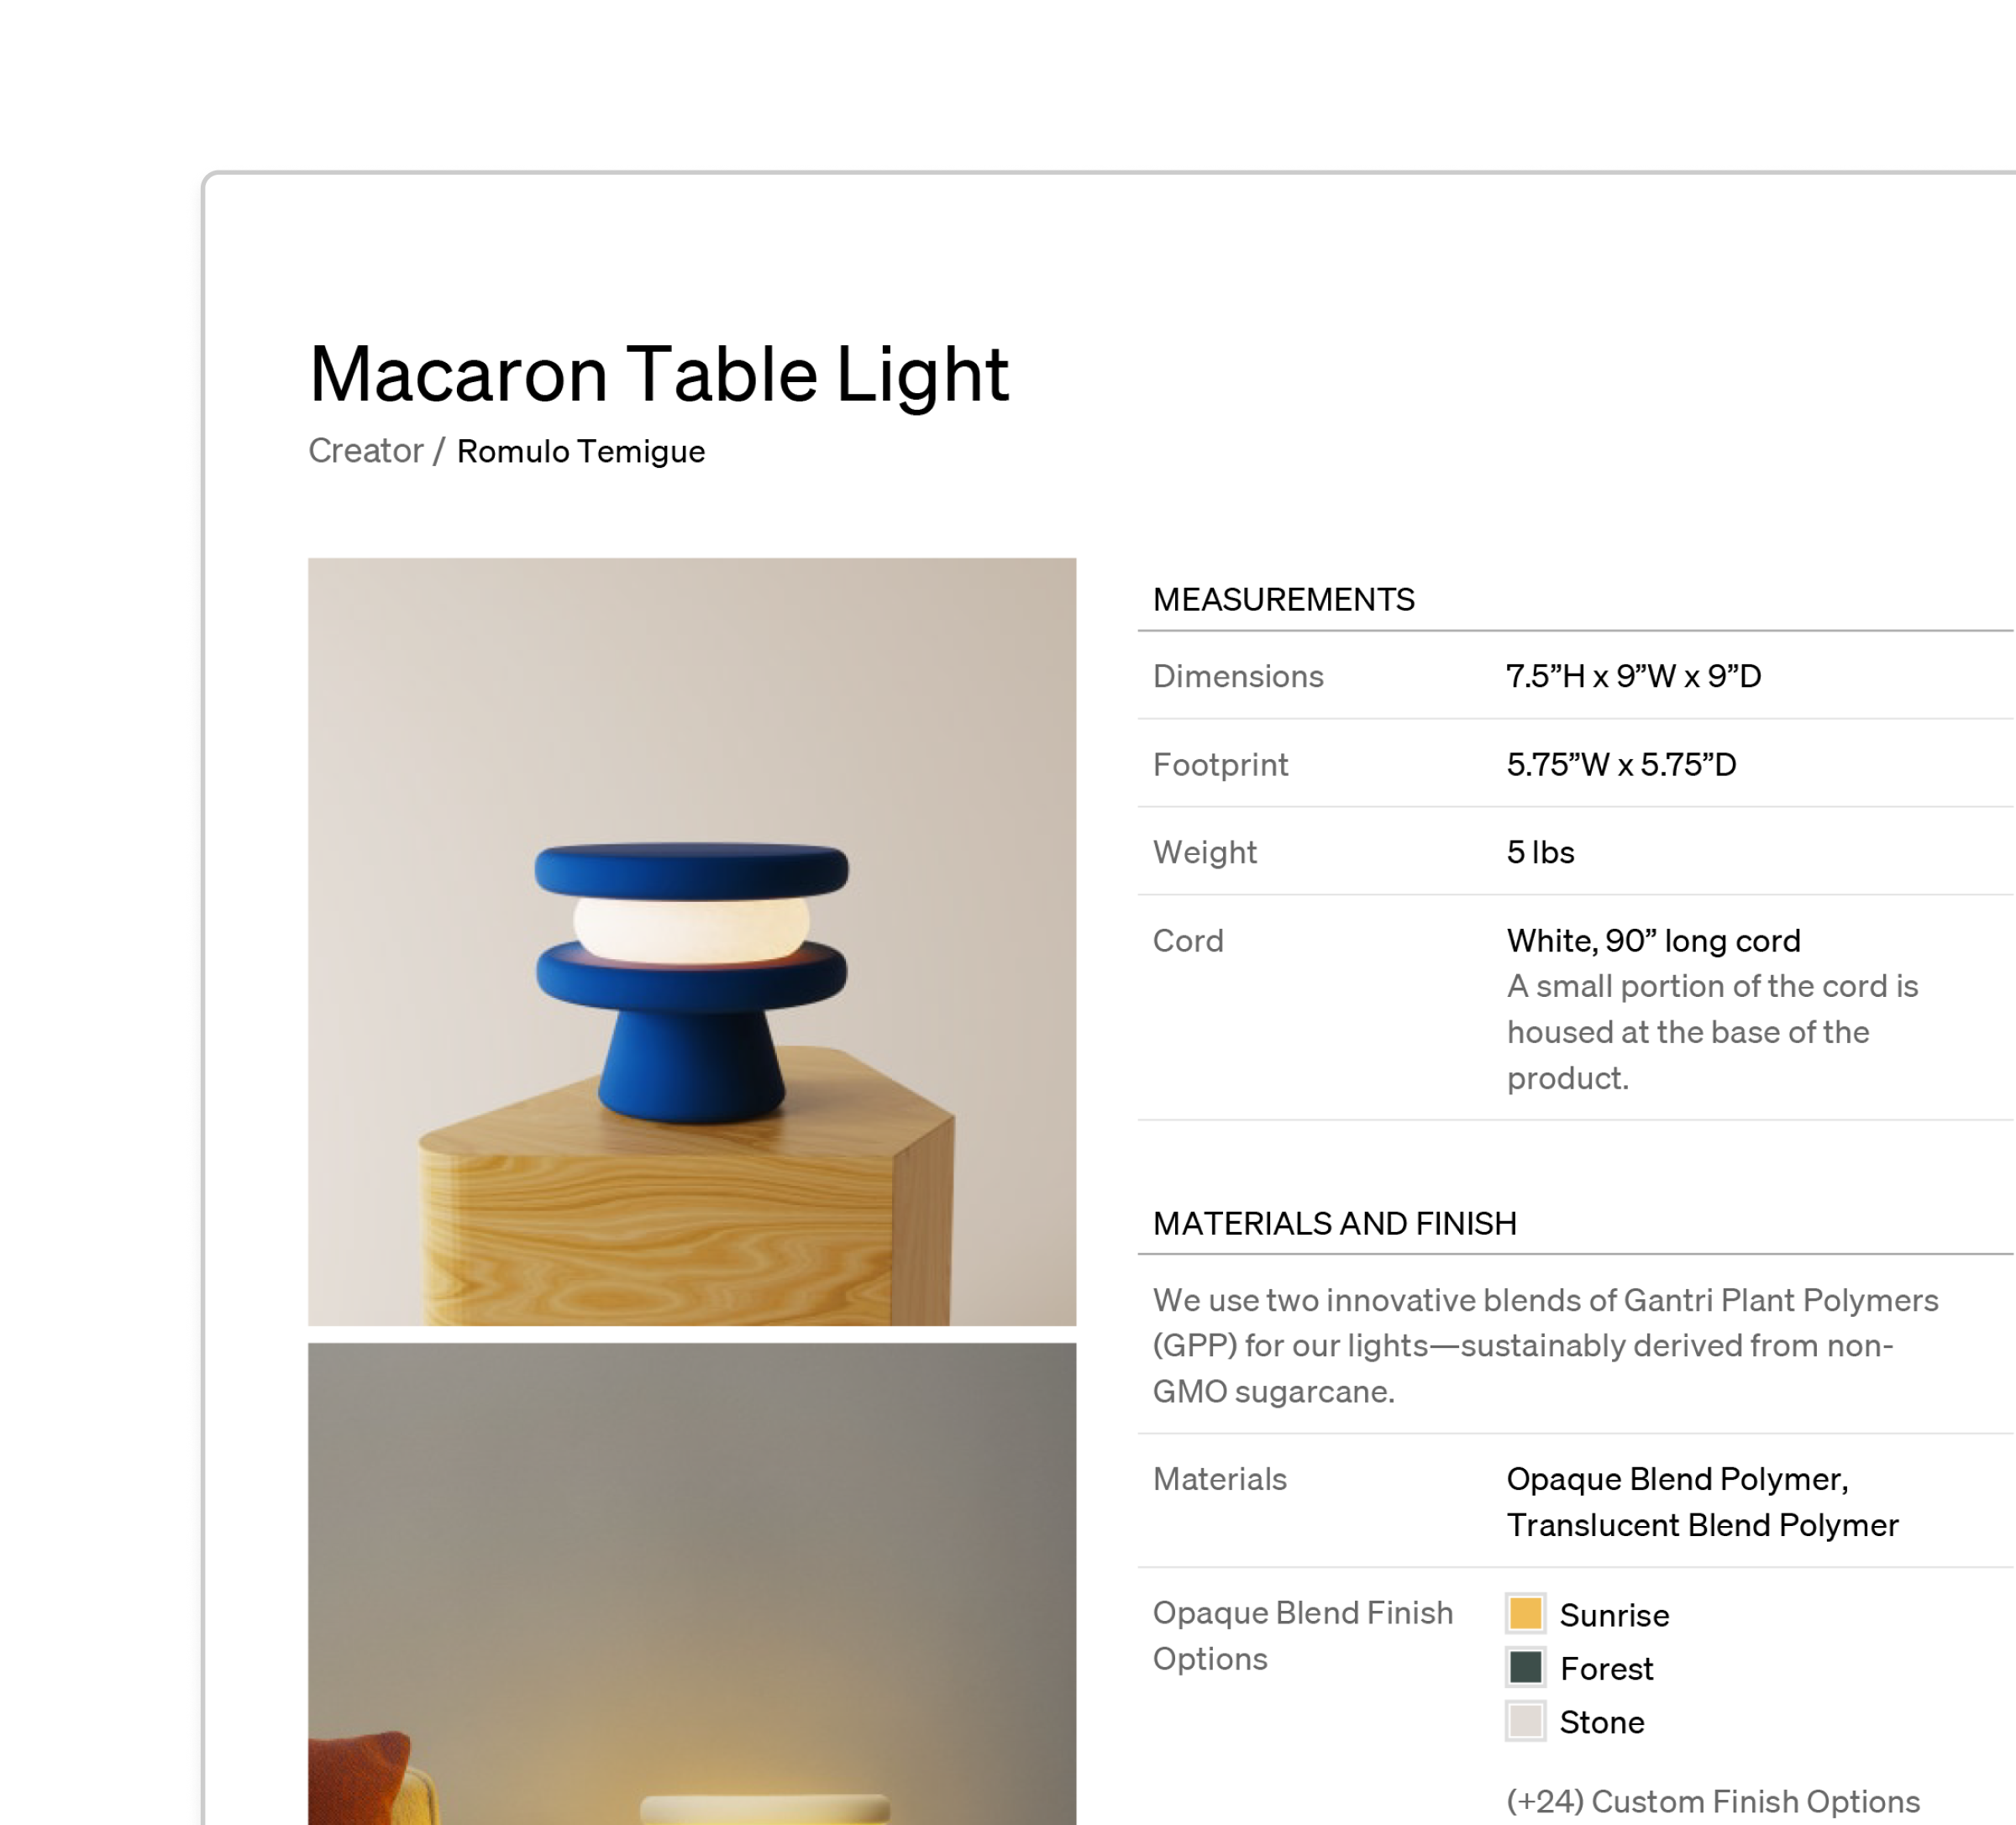 Macaron Table Light
Creator / Romulo Temigue
MEASUREMENTS
Dimensions 7.5”H x 9”W x 9”D
Footprint 5.75”W x 5.75”D
Weight 5 lbs
Cord White, 90” long cord
A small portion of the cord is
housed at the base of the
product.
MATERIALS AND FINISH
We use two innovative blends of Gantri Plant Polymers
(GPP) for our lights—sustainably derived from non-
GMO sugarcane.
Materials Opaque Blend Polymer,
Translucent Blend Polymer
Opaque Blend Finish
Options
Sunrise
Forest
Stone
(+24) Custom Finish Options